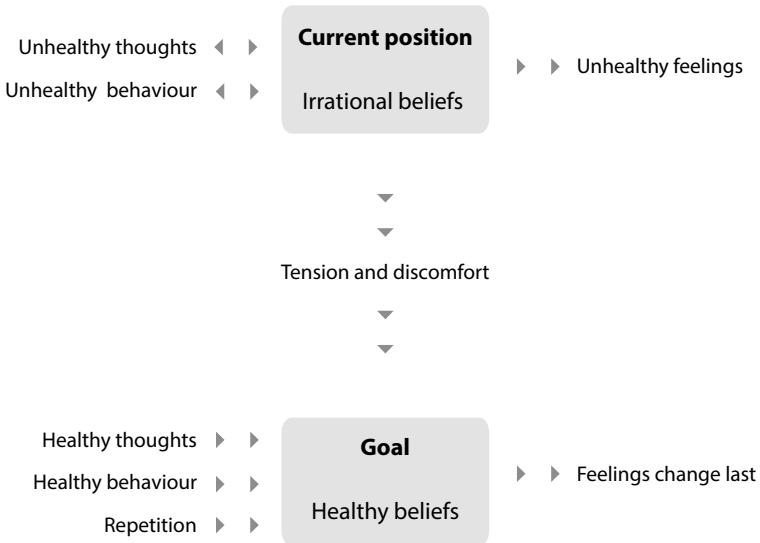 Unhealthy thoughts
Unhealthy behaviour
Current position
Irrational beliefs
Unhealthy feelings
Tension and discomfort
Healthy thoughts
Healthy behaviour
Repetition
Goal
Healthy beliefs
Feelings change last